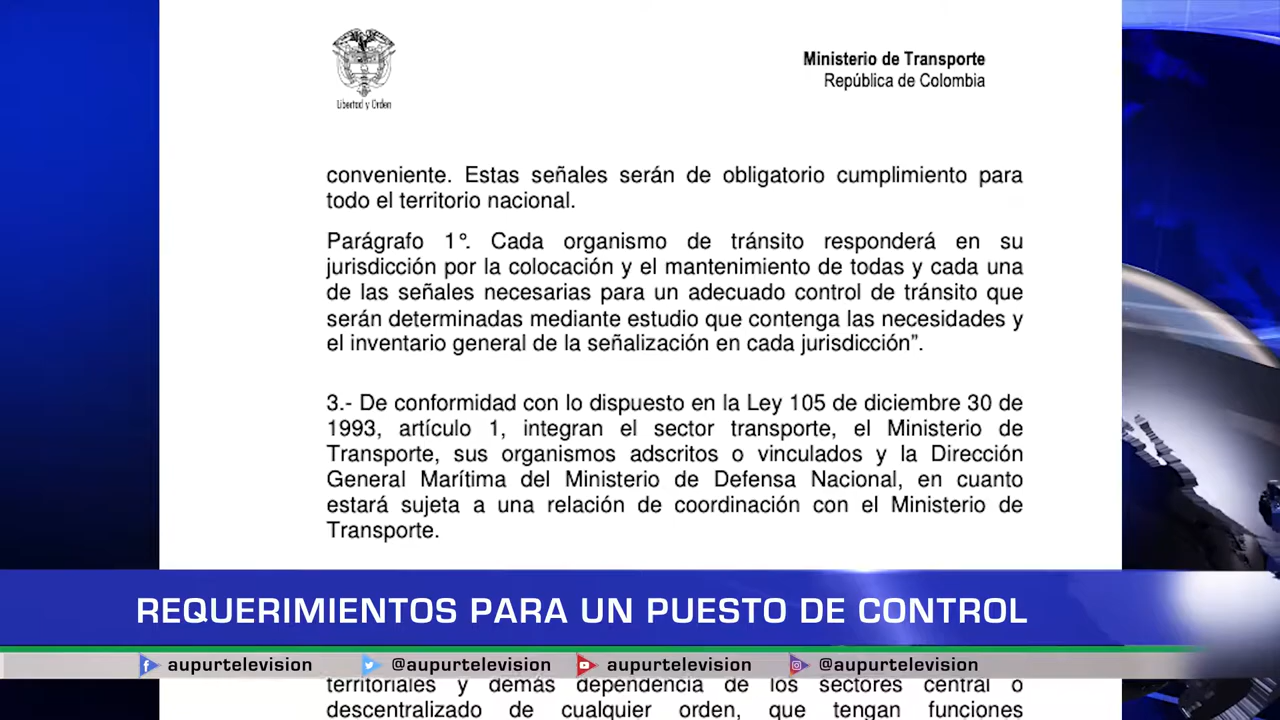 Libertad y Orden
Ministerio de Transporte
República de Colombia
conveniente. Estas señales serán de obligatorio cumplimiento para
todo el territorio nacional.
Parágrafo 1°. Cada organismo de tránsito responderá en su
jurisdicción por la colocación y el mantenimiento de todas y cada una
de las señales necesarias para un adecuado control de tránsito que
serán determinadas mediante estudio que contenga las necesidades y
el inventario general de la señalización en cada jurisdicción”.
3.- De conformidad con lo dispuesto en la Ley 105 de diciembre 30 de
1993, artículo 1, integran el sector transporte, el Ministerio de
Transporte, sus organismos adscritos o vinculados y la Dirección
General Marítima del Ministerio de Defensa Nacional, en cuanto
estará sujeta a una relación de coordinación con el Ministerio de
Transporte.
REQUERIMIENTOS PARA UN PUESTO DE CONTROL
aupurtelevision @aupurtelevision aupurtelevision @aupurtelevision
territoriales y demás dependencia de los sectores central o
descentralizado de cualquier orden, que tengan funciones